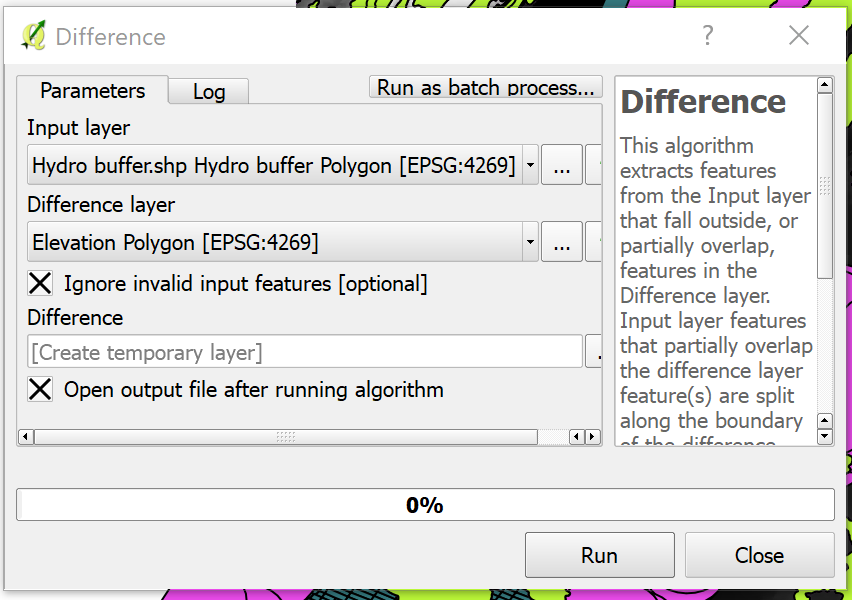 Difference
?
Parameters
Log
Run as batch process...
Input layer
Hydro buffer.shp Hydro buffer Polygon [EPSG:4269]
...
Difference layer
Elevation Polygon [EPSG:4269]
...
Ignore invalid input features [optional]
Difference
[Create temporary layer]
Open output file after running algorithm
Difference
This algorithm
extracts features
from the Input layer
that fall outside, or
partially overlap,
features in the
Difference layer.
Input layer features
that partially overlap
the difference layer
feature(s) are split
along the boundary
of the difference
0%
Run
Close